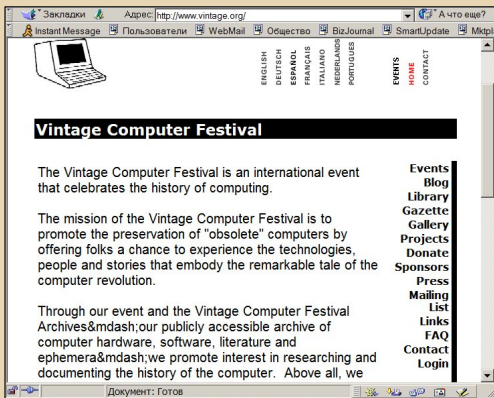 Закладки Адрес: http://www.vintage.org/ А что еще?
Instant Message Пользователи WebMail Общество BizJournal SmartUpdate Mktpl
ENGLISH
DEUTSCH
ESPAÑOL
FRANÇAIS
ITALIANO
NEDERLANDS
PORTUGUES
EVENTS
HOME
CONTACT
Vintage Computer Festival
The Vintage Computer Festival is an international event
that celebrates the history of computing.
The mission of the Vintage Computer Festival is to
promote the preservation of "obsolete" computers by
offering folks a chance to experience the technologies,
people and stories that embody the remarkable tale of the
computer revolution.
Through our event and the Vintage Computer Festival
Archives&mdash;our publicly accessible archive of
computer hardware, software, literature and
ephemera&mdash;we promote interest in researching and
documenting the history of the computer. Above all, we
Events
Blog
Library
Gazette
Gallery
Projects
Donate
Sponsors
Press
Mailing
List
Links
FAQ
Contact
Login
Документ: Готов